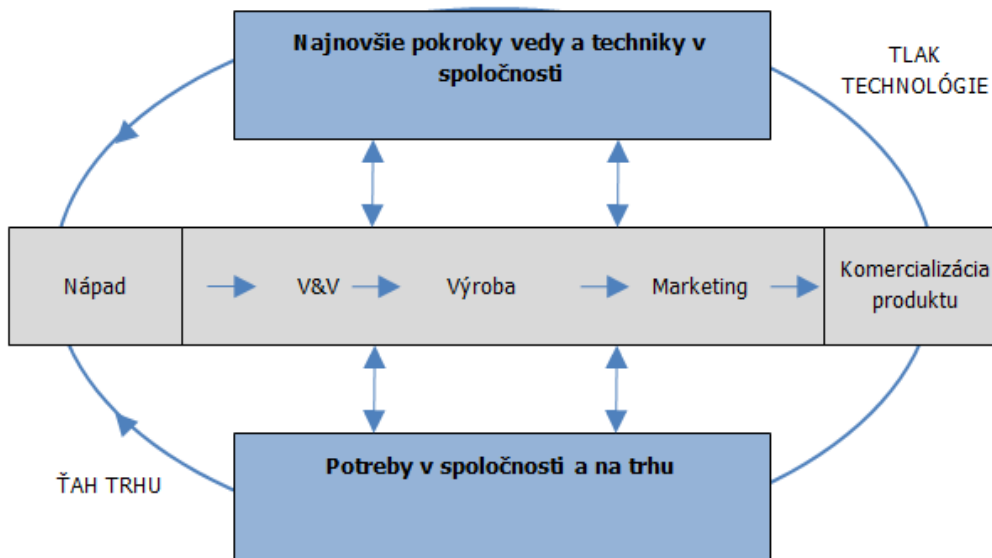 Najnovšie pokroky vedy a techniky v
spoločnosti
TLAK
TECHNOLÓGIE
Nápad
V&V
Výroba
Marketing
Komercializácia
produktu
Potreby v spoločnosti a na trhu
ŤAH TRHU